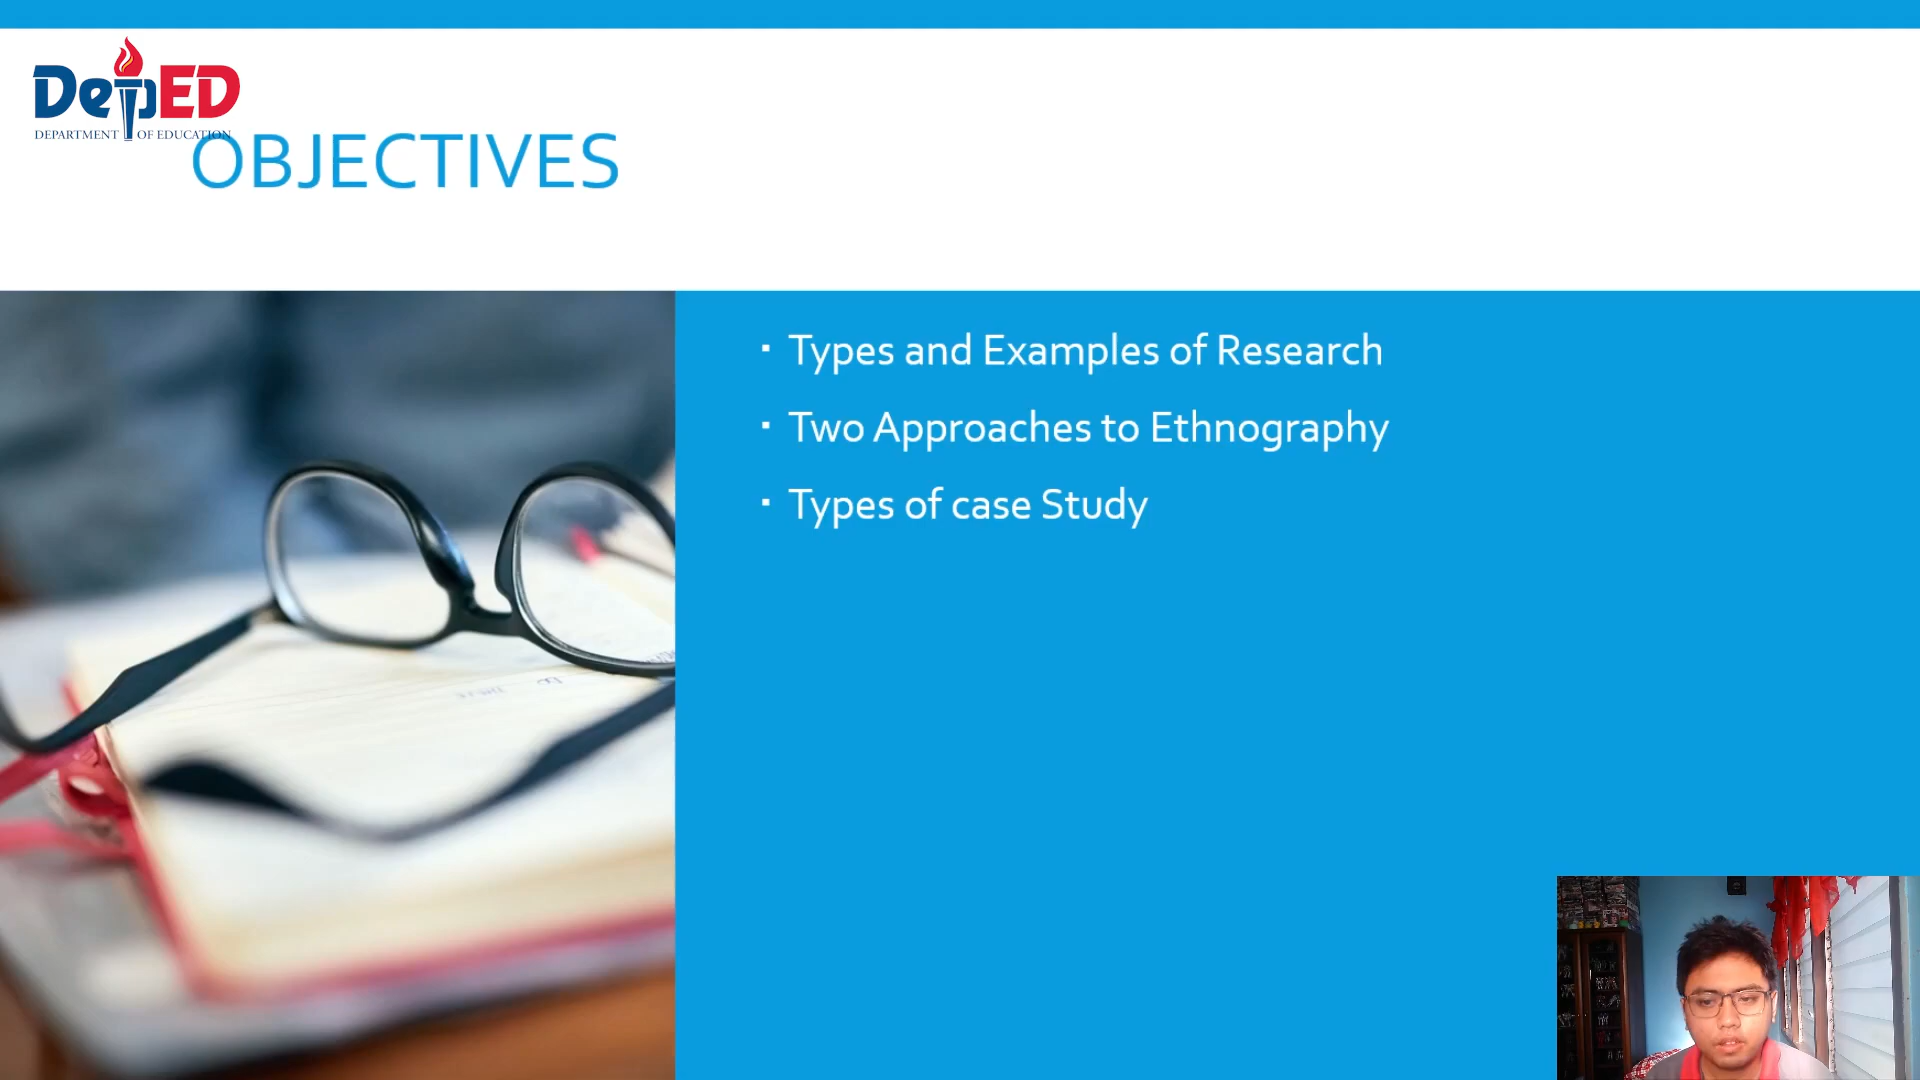 DepED
DEPARTMENT OF EDUCATION
OBJECTIVES
▪ Types and Examples of Research
▪ Two Approaches to Ethnography
▪ Types of case Study